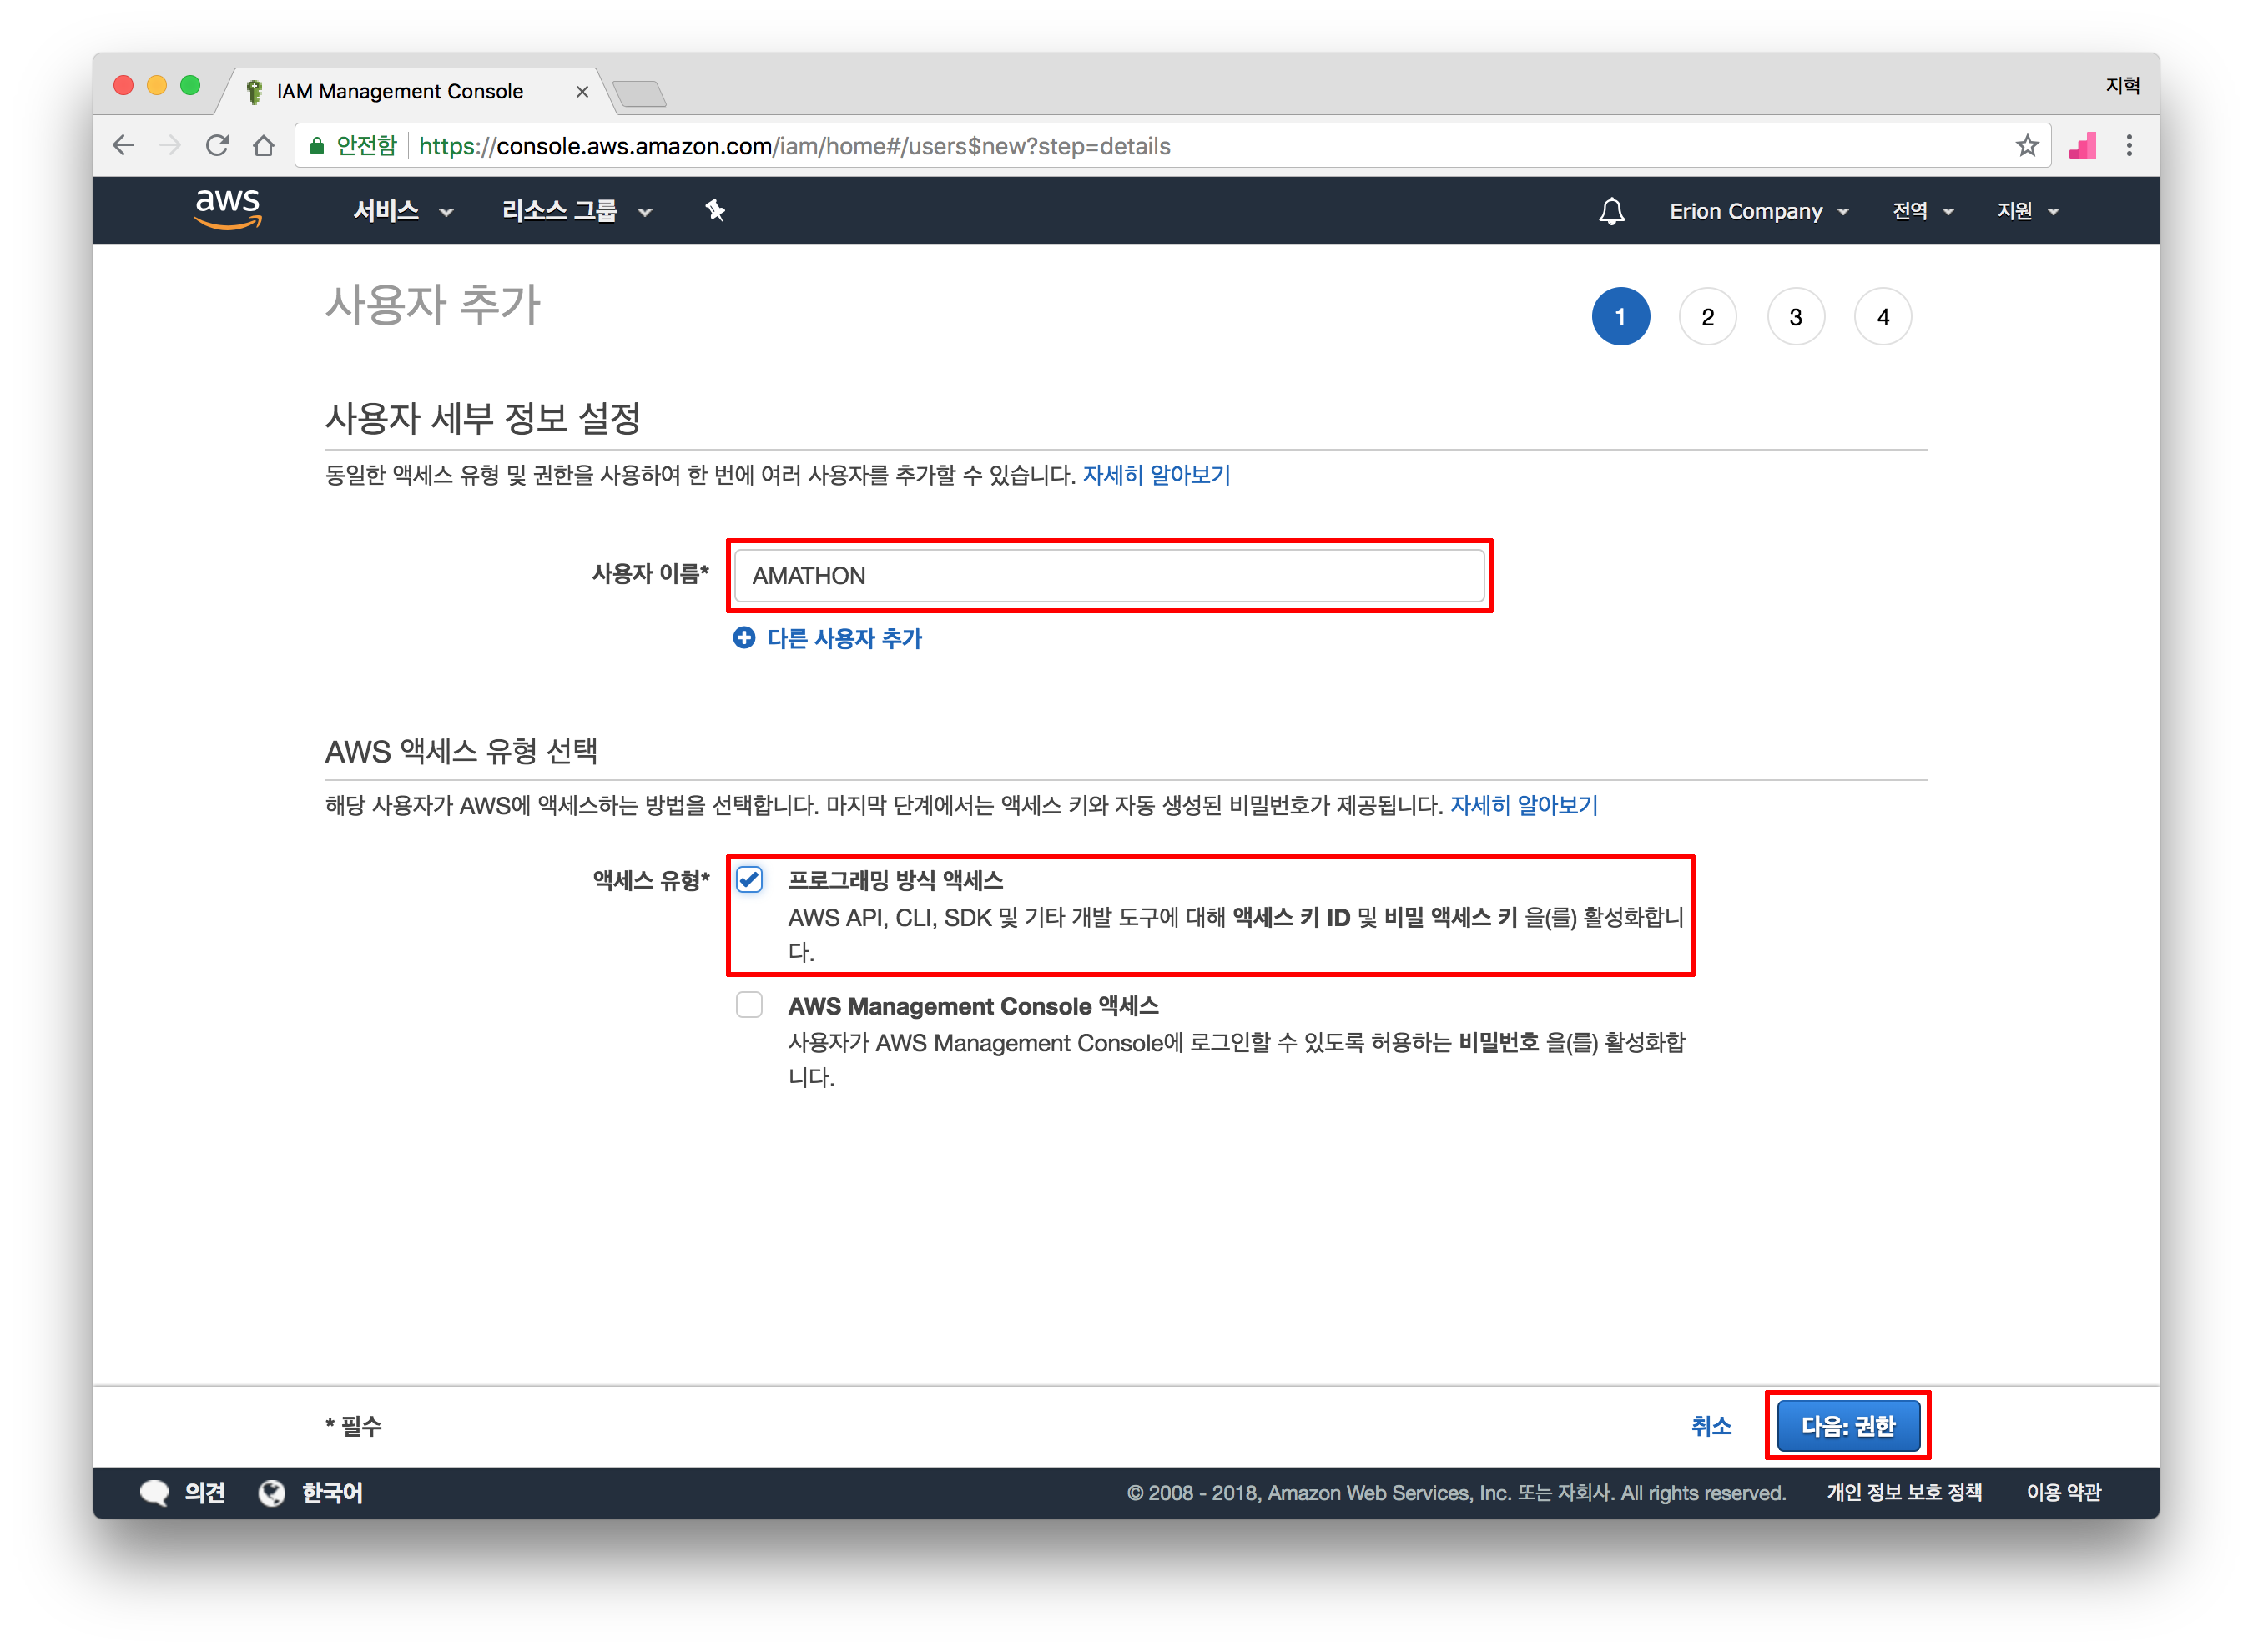 IAM Management Console
지혁
안전함 https://console.aws.amazon.com/iam/home#/users$new?step=details
aws 서비스 리소스 그룹 Erion Company 전역 지원
사용자 추가
1 2 3 4
사용자 세부 정보 설정
동일한 액세스 유형 및 권한을 사용하여 한 번에 여러 사용자를 추가할 수 있습니다. 자세히 알아보기
사용자 이름* AMATHON
다른 사용자 추가
AWS 액세스 유형 선택
해당 사용자가 AWS에 액세스하는 방법을 선택합니다. 마지막 단계에서는 액세스 키와 자동 생성된 비밀번호가 제공됩니다. 자세히 알아보기
액세스 유형* 프로그래밍 방식 액세스
AWS API, CLI, SDK 및 기타 개발 도구에 대해 액세스 키 ID 및 비밀 액세스 키 을(를) 활성화합니
다.
AWS Management Console 액세스
사용자가 AWS Management Console에 로그인할 수 있도록 허용하는 비밀번호 을(를) 활성화합
니다.
* 필수 취소 다음: 권한
의견 한국어 © 2008 - 2018, Amazon Web Services, Inc. 또는 자회사. All rights reserved. 개인 정보 보호 정책 이용 약관